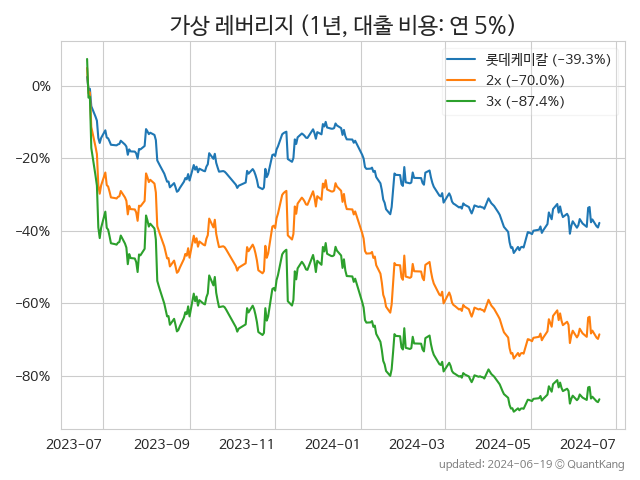 가상 레버리지 (1년, 대출 비용: 연 5%)
롯데케미칼 (-39.3%)
2x (-70.0%)
3x (-87.4%)
0%
-20%
-40%
-60%
-80%
2023-07 2023-09 2023-11 2024-01 2024-03 2024-05 2024-07
updated: 2024-06-19 © QuantKang